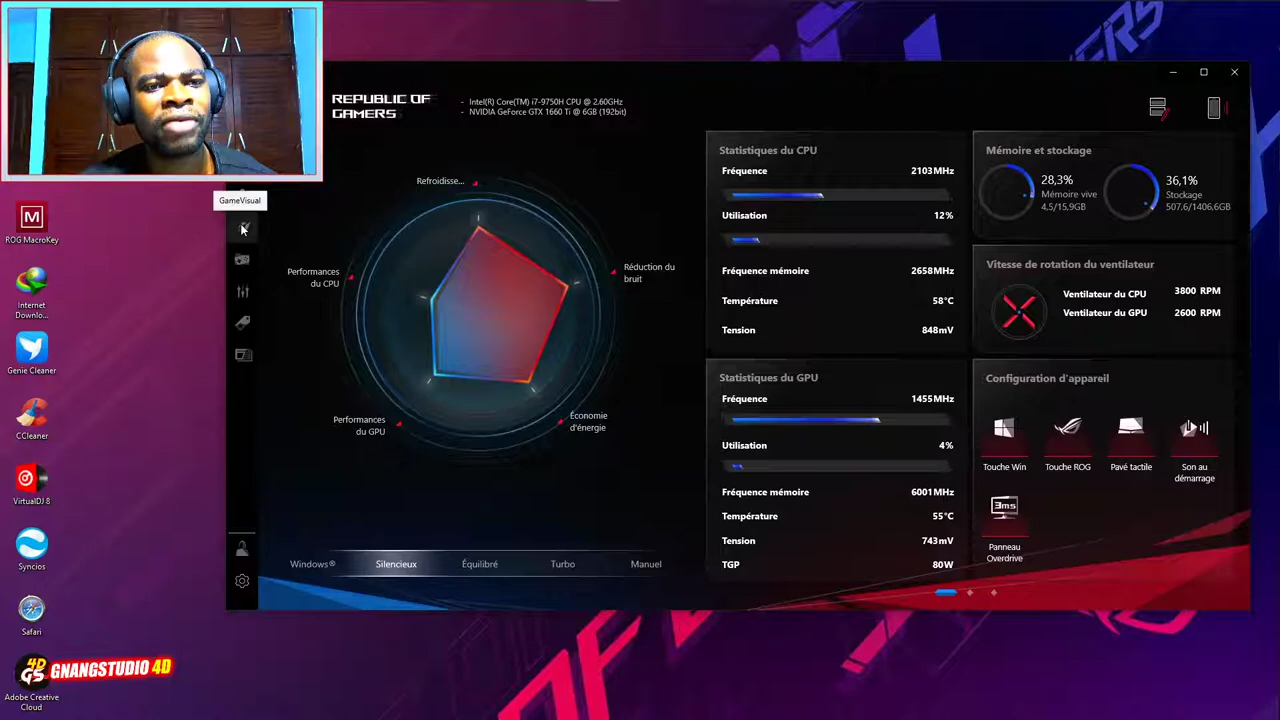 REPUBLIC OF
GAMERS
- Intel(R) Core(TM) i7-9750H CPU @ 2.60GHz
- NVIDIA GeForce GTX 1660 Ti @ 6GB (192bit)
GameVisual
ROG MacroKey
Internet
Downlo...
Genie Cleaner
CCleaner
VirtualDJ 8
Syncios
Safari
4D
GS
GNANGSTUDIO 4D
Adobe Creative
Cloud
Refroidisse...
Performances
du CPU
Réduction du
bruit
Performances
du GPU
Économie
d'énergie
Windows®
Silencieux
Équilibré
Turbo
Manuel
Statistiques du CPU
Fréquence 2103MHz
Utilisation 12%
Fréquence mémoire 2658MHz
Température 58°C
Tension 848mV
Statistiques du GPU
Fréquence 1455MHz
Utilisation 4%
Fréquence mémoire 6001MHz
Température 55°C
Tension 743mV
TGP 80W
Mémoire et stockage
28,3%
Mémoire vive
4,5/15,9GB
36,1%
Stockage
507.6/1406,6GB
Vitesse de rotation du ventilateur
Ventilateur du CPU 3800 RPM
Ventilateur du GPU 2600 RPM
Configuration d'appareil
Touche Win
Touche ROG
Pavé tactile
Son au
démarrage
3ms
Panneau
Overdrive